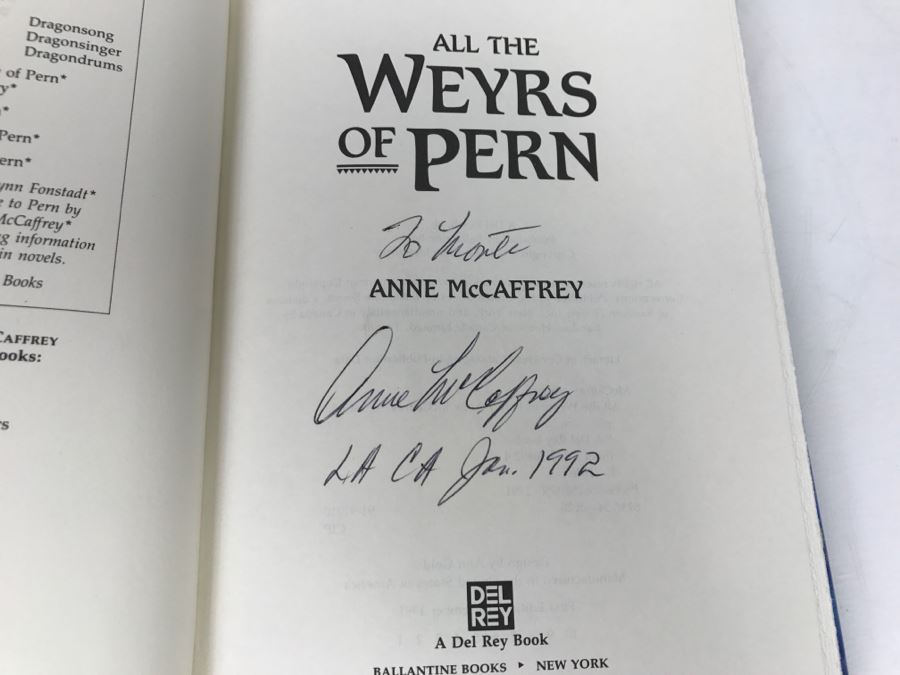 Dragonsong
Dragonsinger
Dragondrums
of Pern*
y*
*
Pern*
ern*
ynn Fonstadt*
e to Pern by
McCaffrey*
g information
in novels.
Books
CAFFREY
ooks:
s
ALL THE
WEYRS
OF PERN
To Monte
ANNE McCAFFREY
Anne McCaffrey
LA CA Jan. 1992
DEL
REY
A Del Rey Book
BALLANTINE BOOKS ‣ NEW YORK